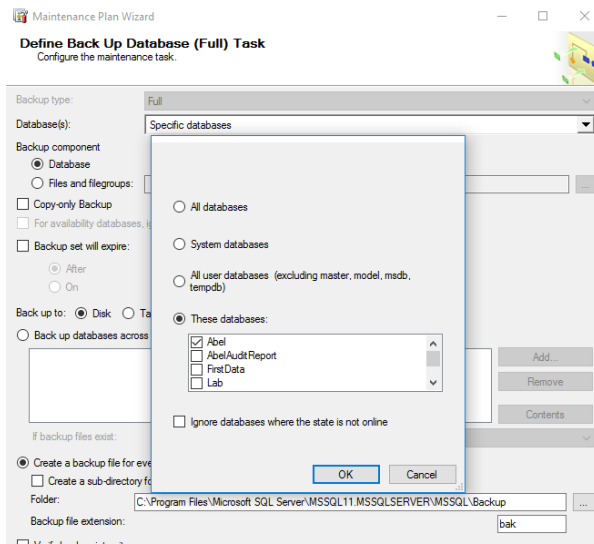 Maintenance Plan Wizard
Define Back Up Database (Full) Task
Configure the maintenance task.
Backup type:
Full
Database(s):
Specific databases
Backup component
Database
Files and filegroups:
...
Copy-only Backup
For availability databases, ig
Backup set will expire:
After
On
Back up to:
Disk
Ta
Back up databases across
All databases
System databases
All user databases (excluding master, model, msdb,
tempdb)
These databases:
Abel
AbelAuditReport
FirstData
Lab
Ignore databases where the state is not online
OK
Cancel
Add...
Remove
Contents
If backup files exist:
Create a backup file for eve
Create a sub-directory fo
Folder:
C:\Program Files\Microsoft SQL Server\MSSQL11.MSSQLSERVER\MSSQL\Backup
...
Backup file extension:
bak